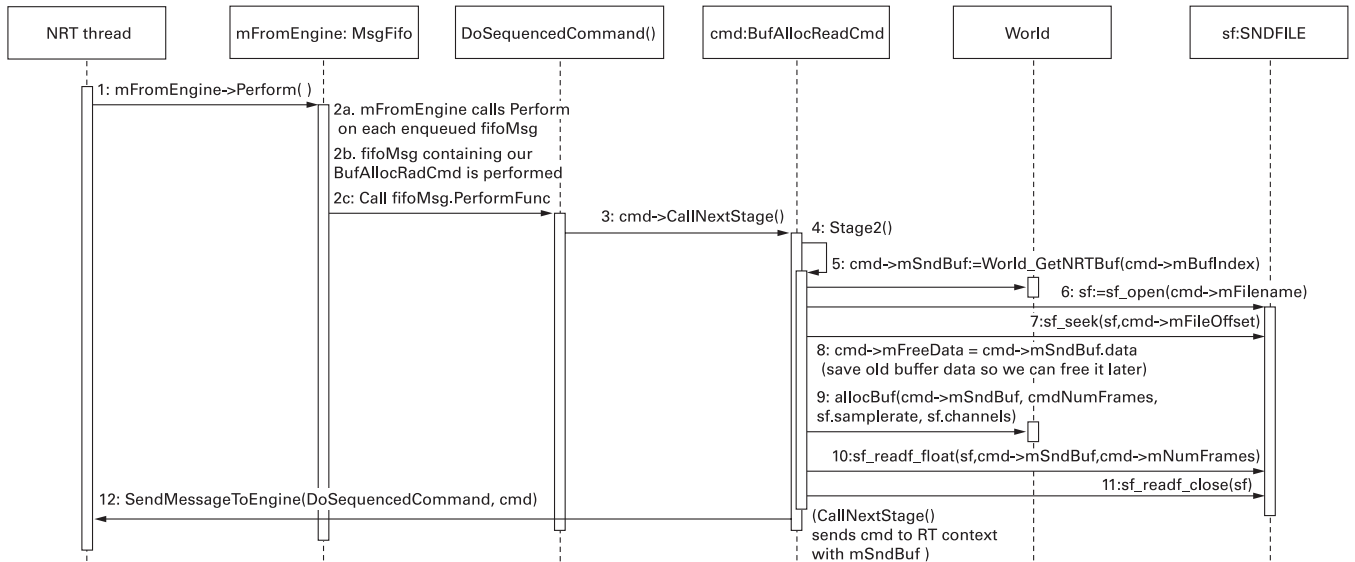 NRT thread
mFromEngine: MsgFifo
DoSequencedCommand()
cmd:BufAllocReadCmd
World
sf:SNDFILE
1: mFromEngine->Perform( )
2a. mFromEngine calls Perform
on each enqueued fifoMsg
2b. fifoMsg containing our
BufAllocRadCmd is performed
2c: Call fifoMsg.PerformFunc
3: cmd->CallNextStage()
4: Stage2()
5: cmd->mSndBuf:=World_GetNRTBuf(cmd->mBufIndex)
6: sf:=sf_open(cmd->mFilename)
7:sf_seek(sf,cmd->mFileOffset)
8: cmd->mFreeData = cmd->mSndBuf.data
(save old buffer data so we can free it later)
9: allocBuf(cmd->mSndBuf, cmdNumFrames,
sf.samplerate, sf.channels)
10:sf_readf_float(sf,cmd->mSndBuf,cmd->mNumFrames)
11:sf_readf_close(sf)
12: SendMessageToEngine(DoSequencedCommand, cmd)
(CallNextStage()
sends cmd to RT context
with mSndBuf )